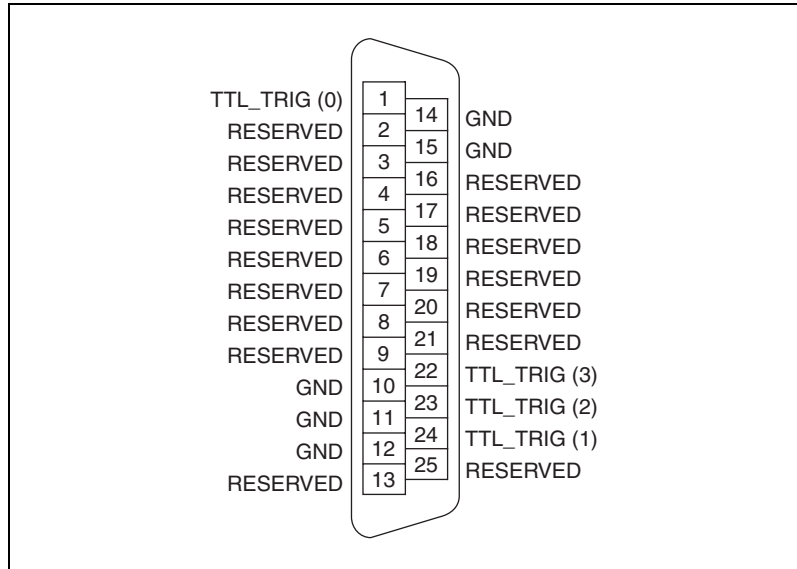 TTL_TRIG (0) 1
14 GND
RESERVED 2
15 GND
RESERVED 3
16 RESERVED
RESERVED 4
17 RESERVED
RESERVED 5
18 RESERVED
RESERVED 6
19 RESERVED
RESERVED 7
20 RESERVED
RESERVED 8
21 RESERVED
RESERVED 9
22 TTL_TRIG (3)
GND 10
23 TTL_TRIG (2)
GND 11
24 TTL_TRIG (1)
GND 12
25 RESERVED
RESERVED 13